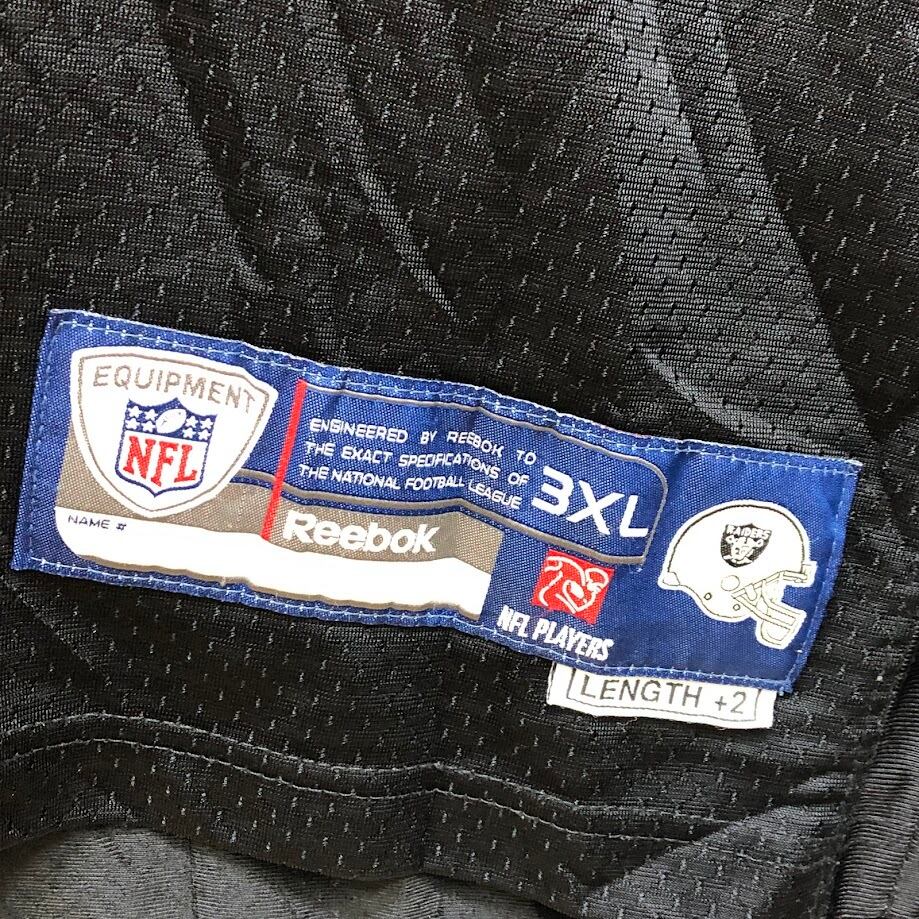 EQUIPMENT
NFL
NAME #
ENGINEERED BY REEBOK TO
THE EXACT SPECIFICATIONS OF
THE NATIONAL FOOTBALL LEAGUE
3XL
Reebok
NFL PLAYERS
RAIDERS
LENGTH +2